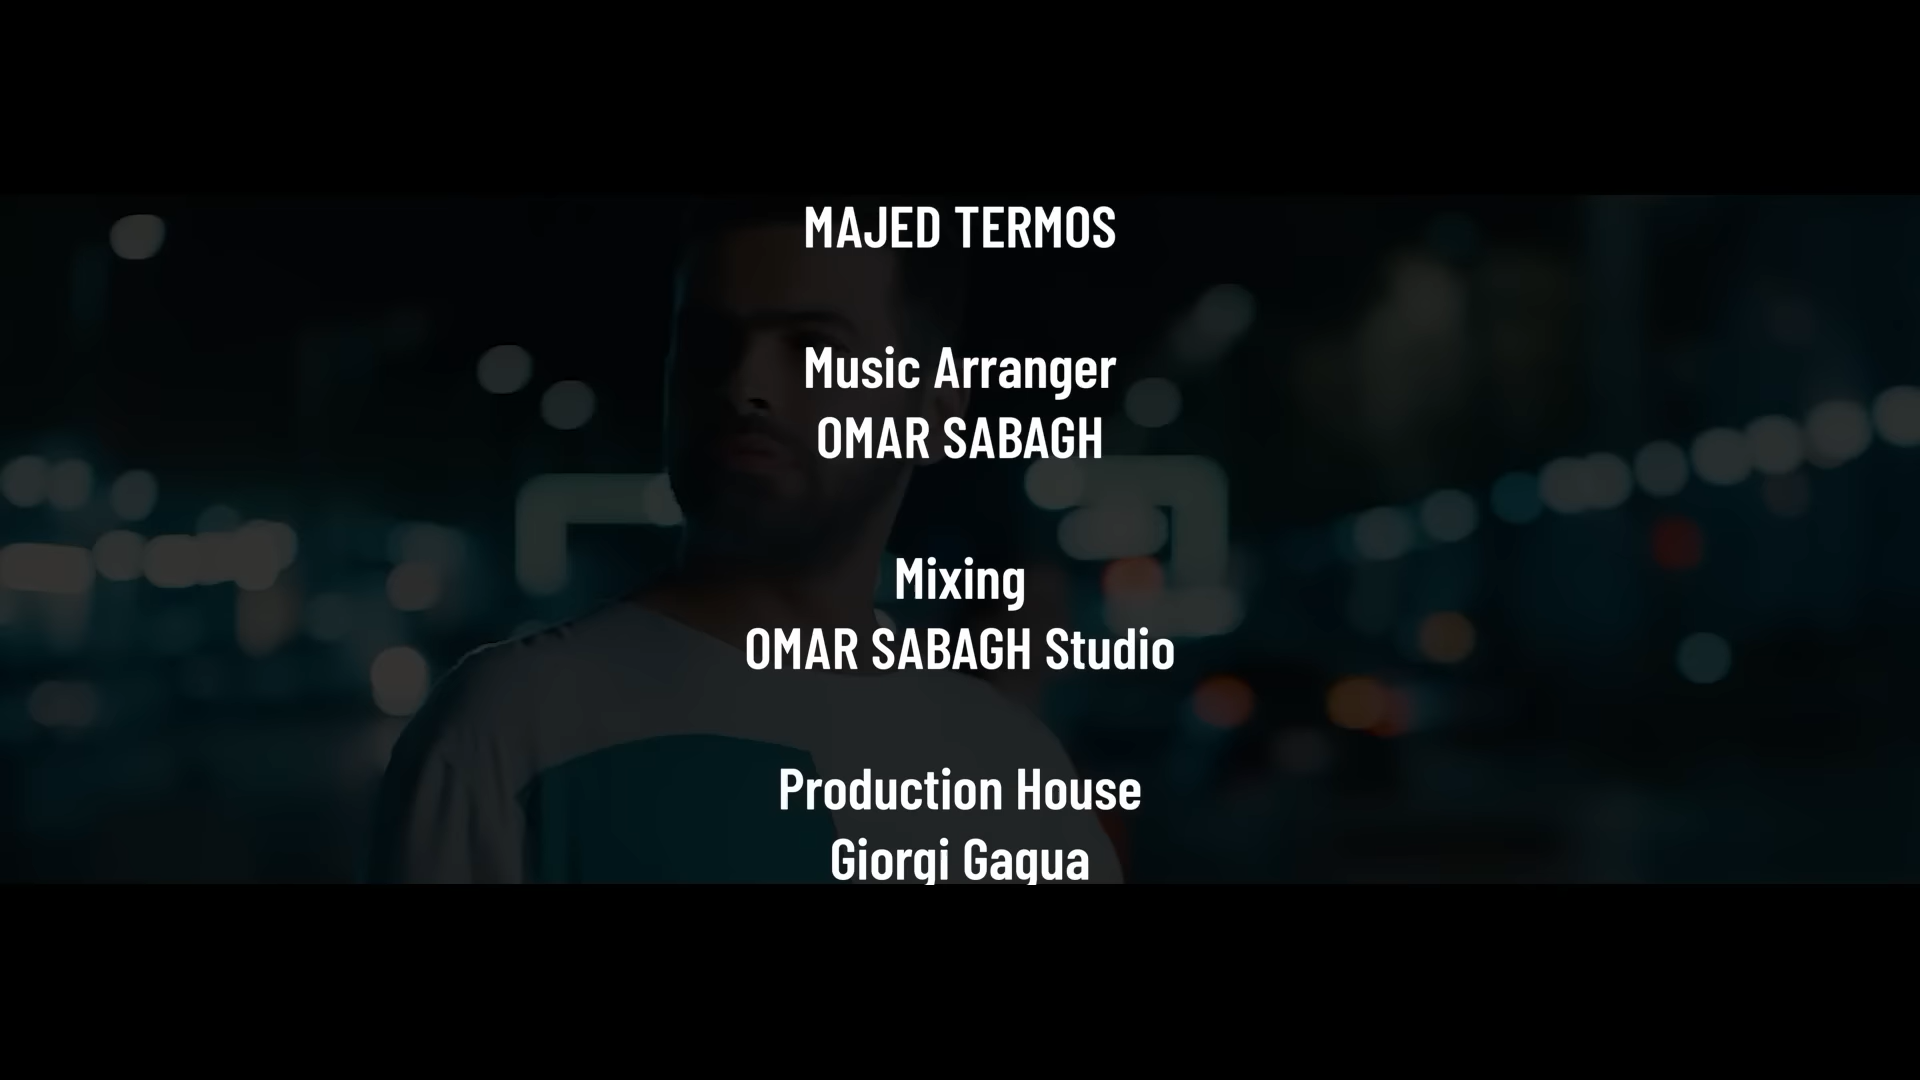 MAJED TERMOS
Music Arranger
OMAR SABAGH
Mixing
OMAR SABAGH Studio
Production House
Giorgi Gagua